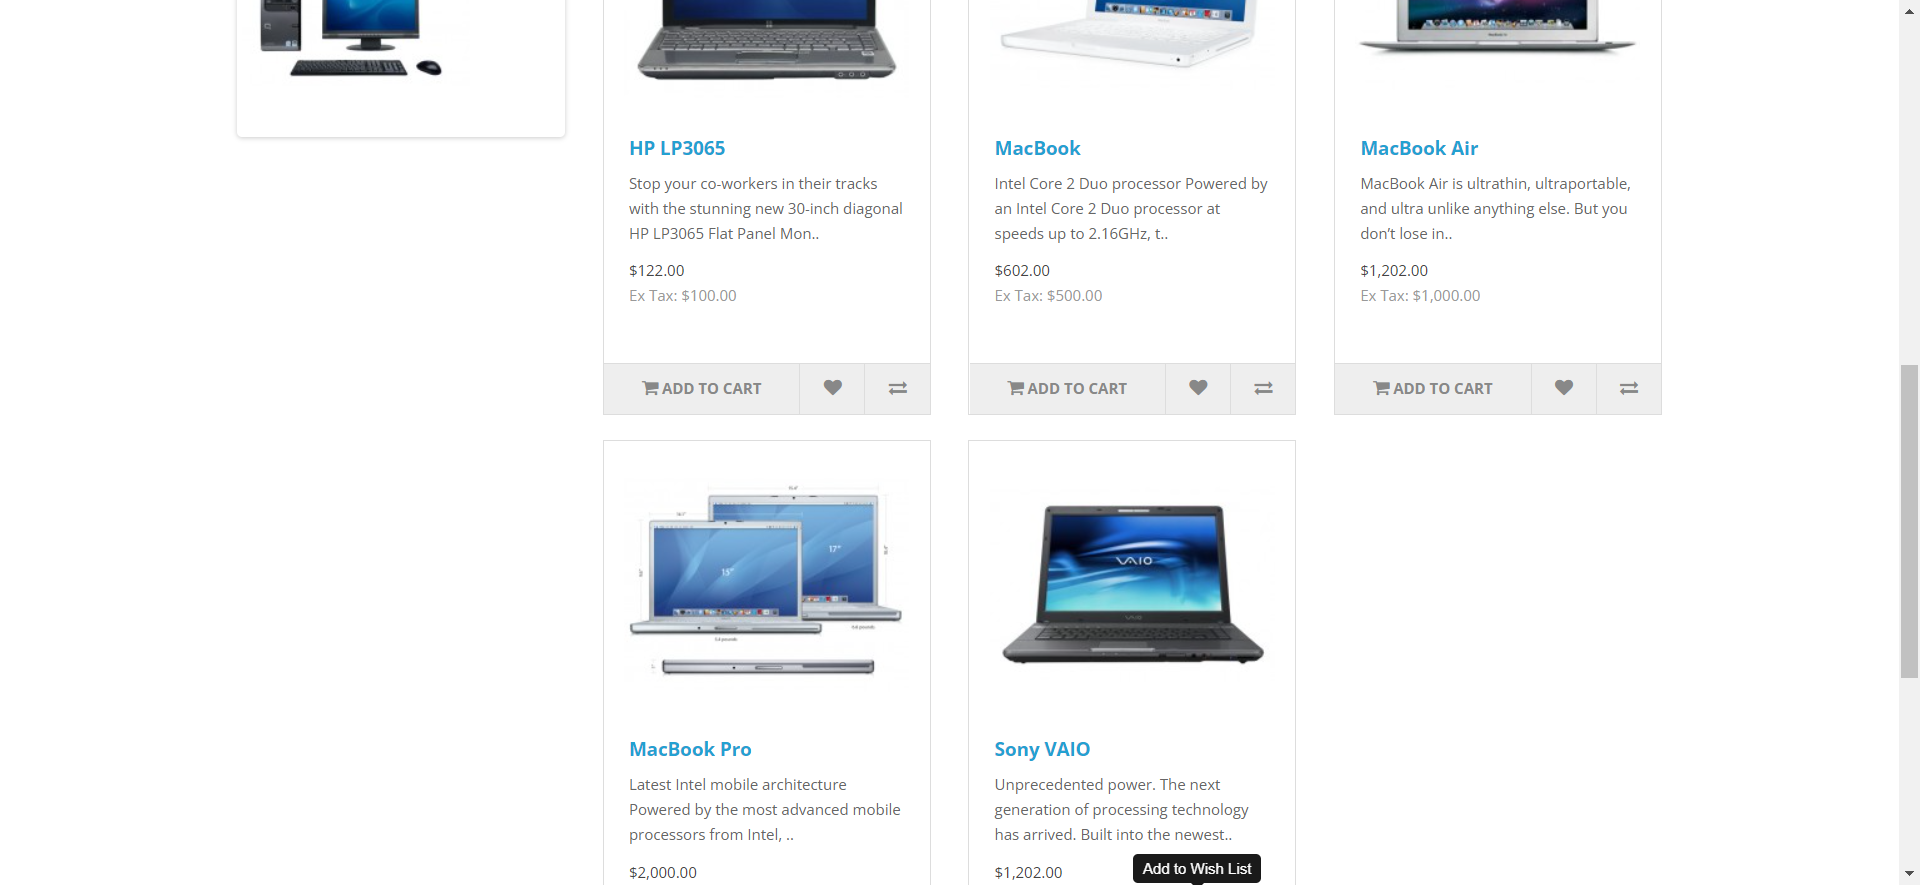 HP LP3065
Stop your co-workers in their tracks
with the stunning new 30-inch diagonal
HP LP3065 Flat Panel Mon..
$122.00
Ex Tax: $100.00
ADD TO CART
MacBook
Intel Core 2 Duo processor Powered by
an Intel Core 2 Duo processor at
speeds up to 2.16GHz, t..
$602.00
Ex Tax: $500.00
ADD TO CART
MacBook Air
MacBook Air is ultrathin, ultraportable,
and ultra unlike anything else. But you
don’t lose in..
$1,202.00
Ex Tax: $1,000.00
ADD TO CART
17"
15"
MacBook Pro
Latest Intel mobile architecture
Powered by the most advanced mobile
processors from Intel, ..
$2,000.00
VAIO
Sony VAIO
Unprecedented power. The next
generation of processing technology
has arrived. Built into the newest..
$1,202.00
Add to Wish List